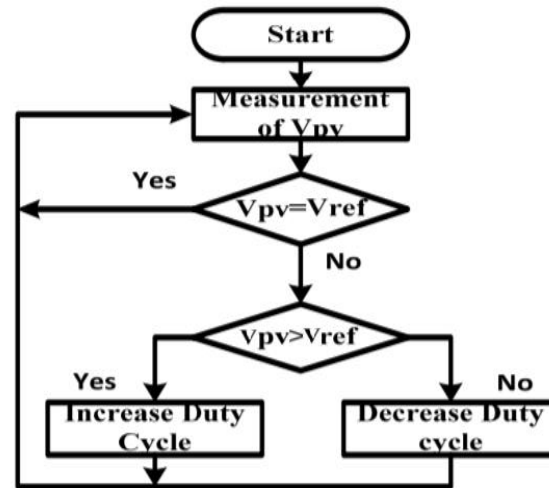 Start
Measurement
of Vpv
Yes
Vpv=Vref
No
Vpv>Vref
Yes
No
Increase Duty
Cycle
Decrease Duty
cycle